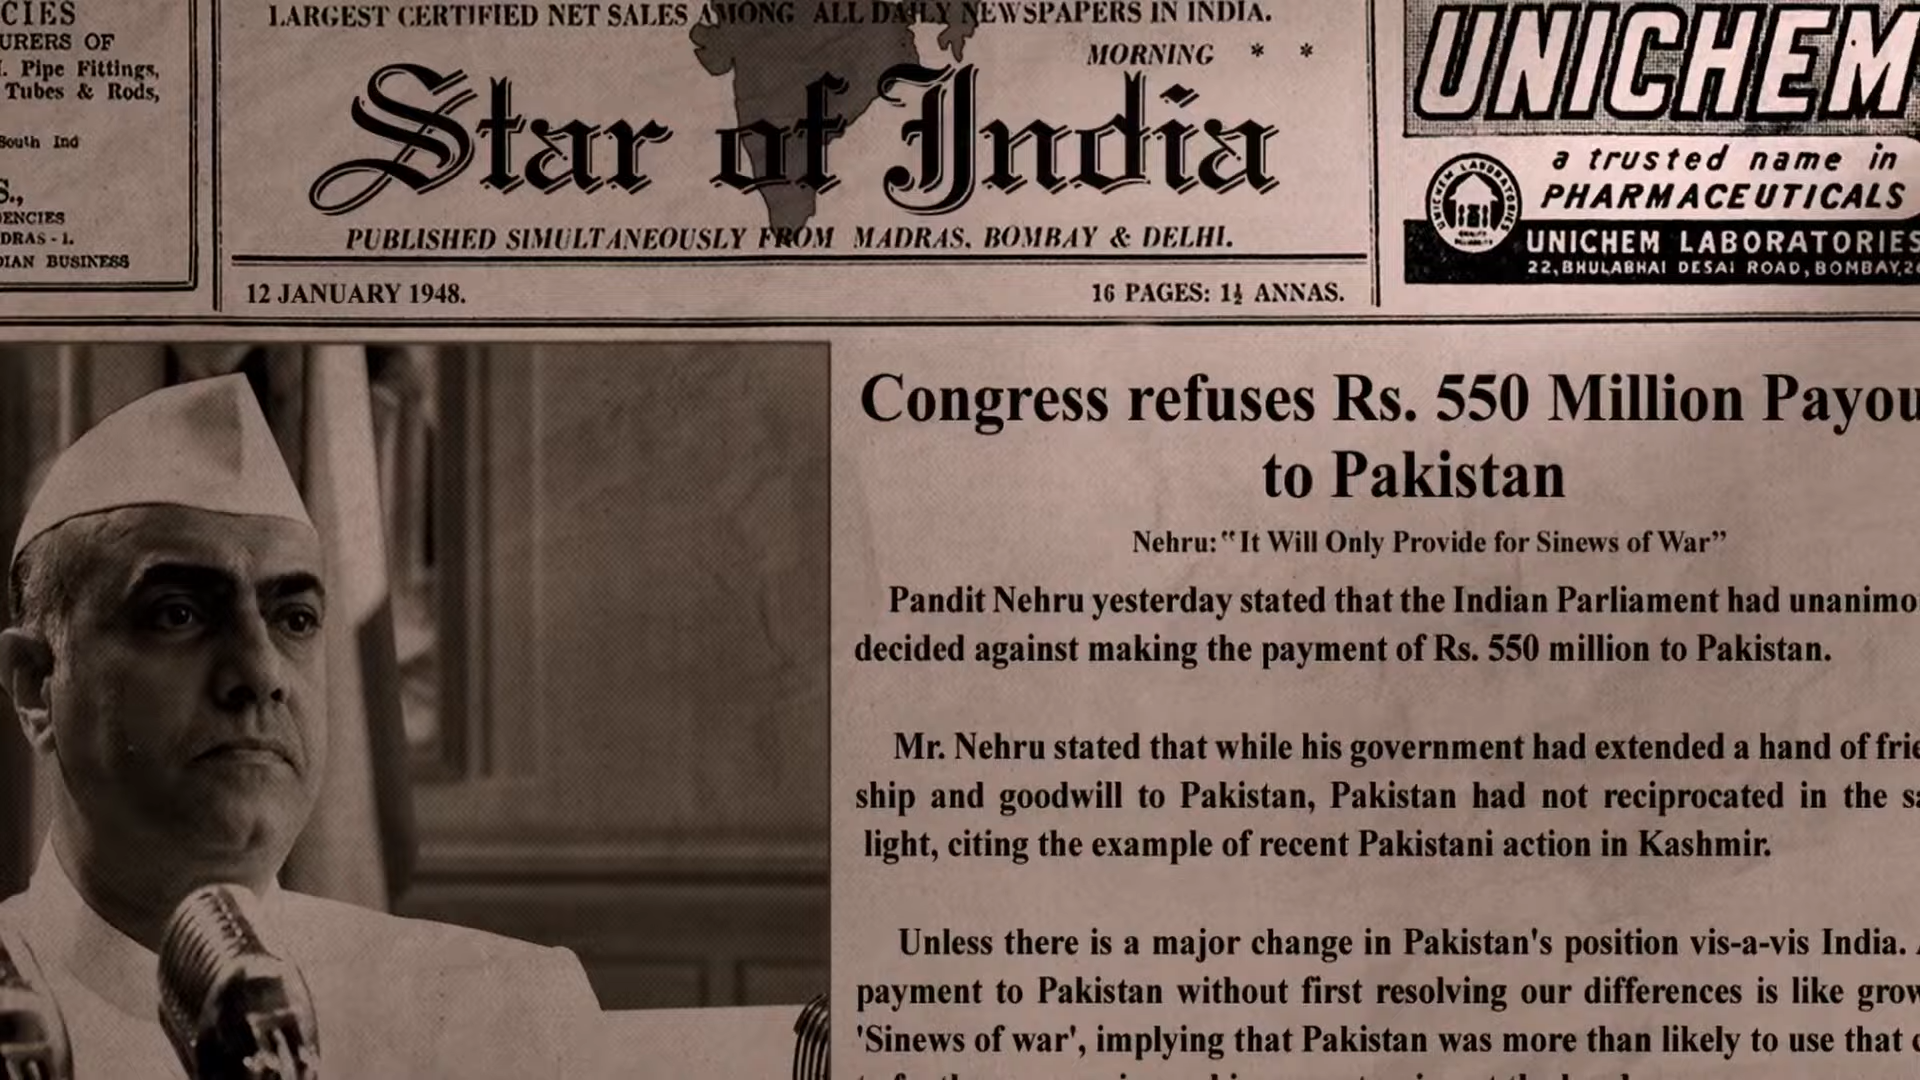 CIES
URERS OF
Pipe Fittings,
Tubes & Rods,
South Ind
S.,
ENCIES
DRAS - 1.
DIAN BUSINESS
LARGEST CERTIFIED NET SALES AMONG ALL DAILY NEWSPAPERS IN INDIA.
MORNING * *
Star of India
PUBLISHED SIMULTANEOUSLY FROM MADRAS, BOMBAY & DELHI.
12 JANUARY 1948.
16 PAGES: 1½ ANNAS.
UNICHEM
UNICHEM LABORATORIES
a trusted name in
PHARMACEUTICALS
UNICHEM LABORATORIES
22, BHULABHAI DESAI ROAD, BOMBAY, 26
Congress refuses Rs. 550 Million Payou
to Pakistan
Nehru: "It Will Only Provide for Sinews of War"
Pandit Nehru yesterday stated that the Indian Parliament had unanimo
decided against making the payment of Rs. 550 million to Pakistan.
Mr. Nehru stated that while his government had extended a hand of frie
ship and goodwill to Pakistan, Pakistan had not reciprocated in the sa
light, citing the example of recent Pakistani action in Kashmir.
Unless there is a major change in Pakistan's position vis-a-vis India.
payment to Pakistan without first resolving our differences is like grow
'Sinews of war', implying that Pakistan was more than likely to use that